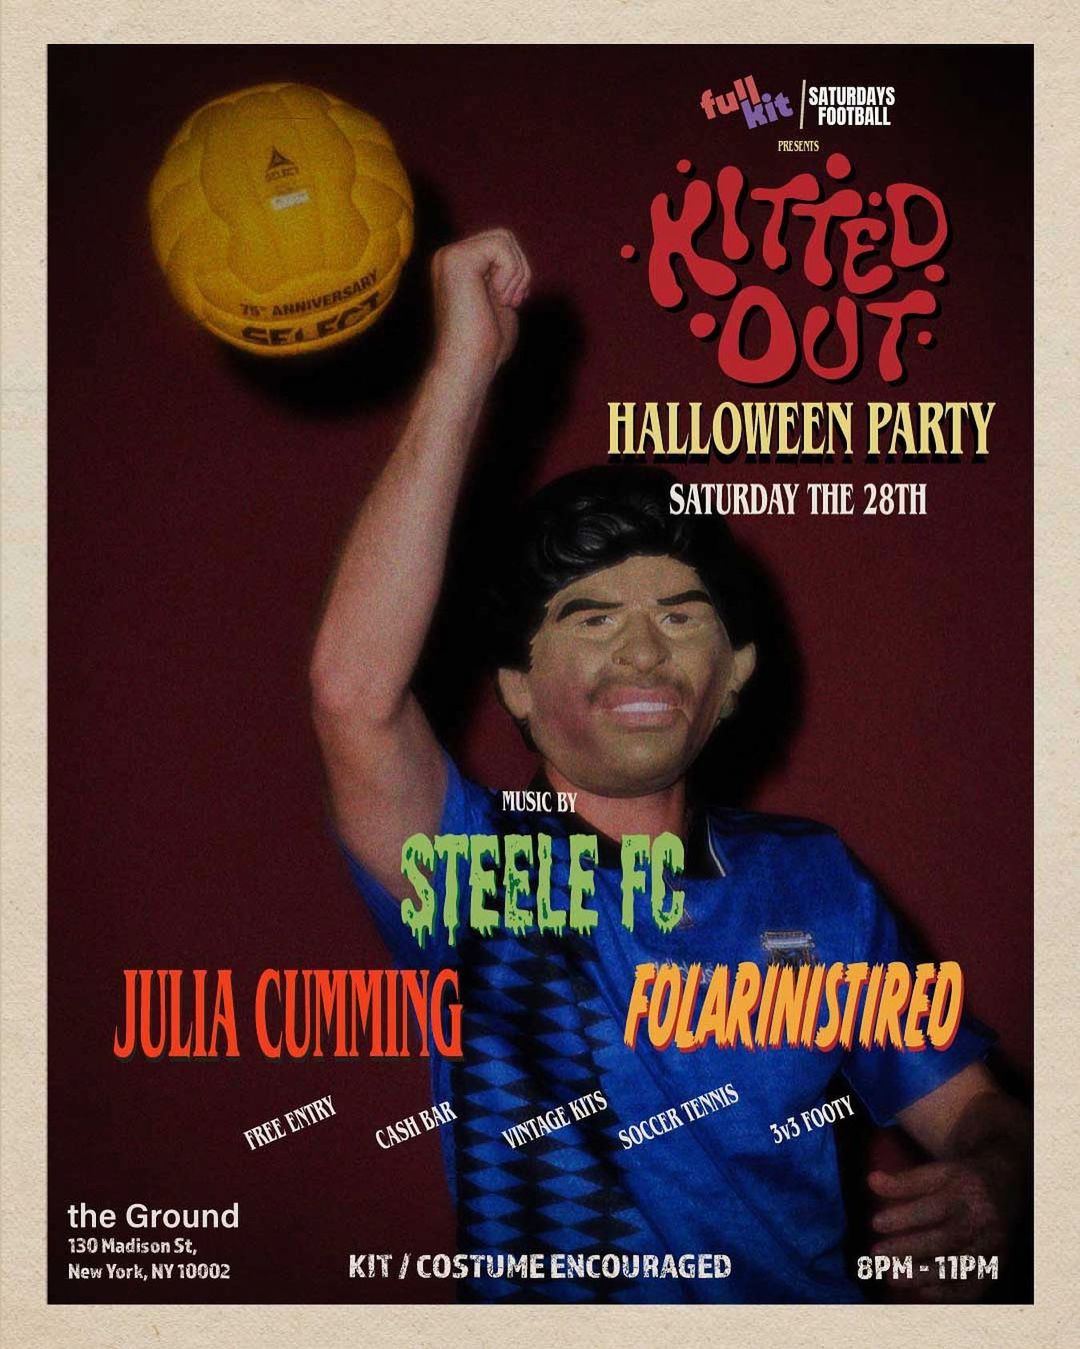 full kit
SATURDAYS
FOOTBALL
PRESENTS
KITTED
OUT
HALLOWEEN PARTY
SATURDAY THE 28TH
SELECT
75TH ANNIVERSARY
SELECT
MUSIC BY
STEELE FC
JULIA CUMMING
FOLARINISTIRED
FREE ENTRY
CASH BAR
VINTAGE KITS
SOCCER TENNIS
3v3 FOOTY
the Ground
130 Madison St,
New York, NY 10002
KIT / COSTUME ENCOURAGED
8PM - 11PM